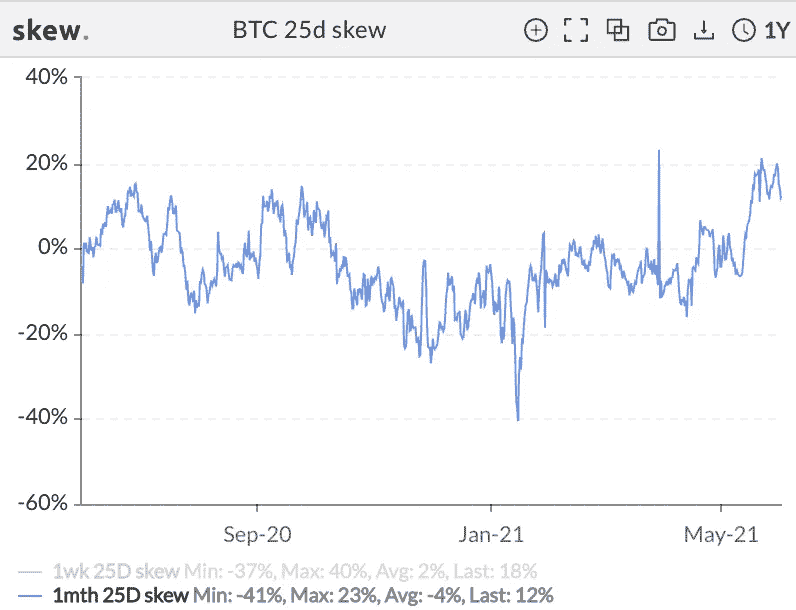 skew.
BTC 25d skew
1Y
40%
20%
0%
-20%
-40%
-60%
Sep-20
Jan-21
May-21
1wk 25D skew Min: -37%, Max: 40%, Avg: 2%, Last: 18%
1mth 25D skew Min: -41%, Max: 23%, Avg: -4%, Last: 12%